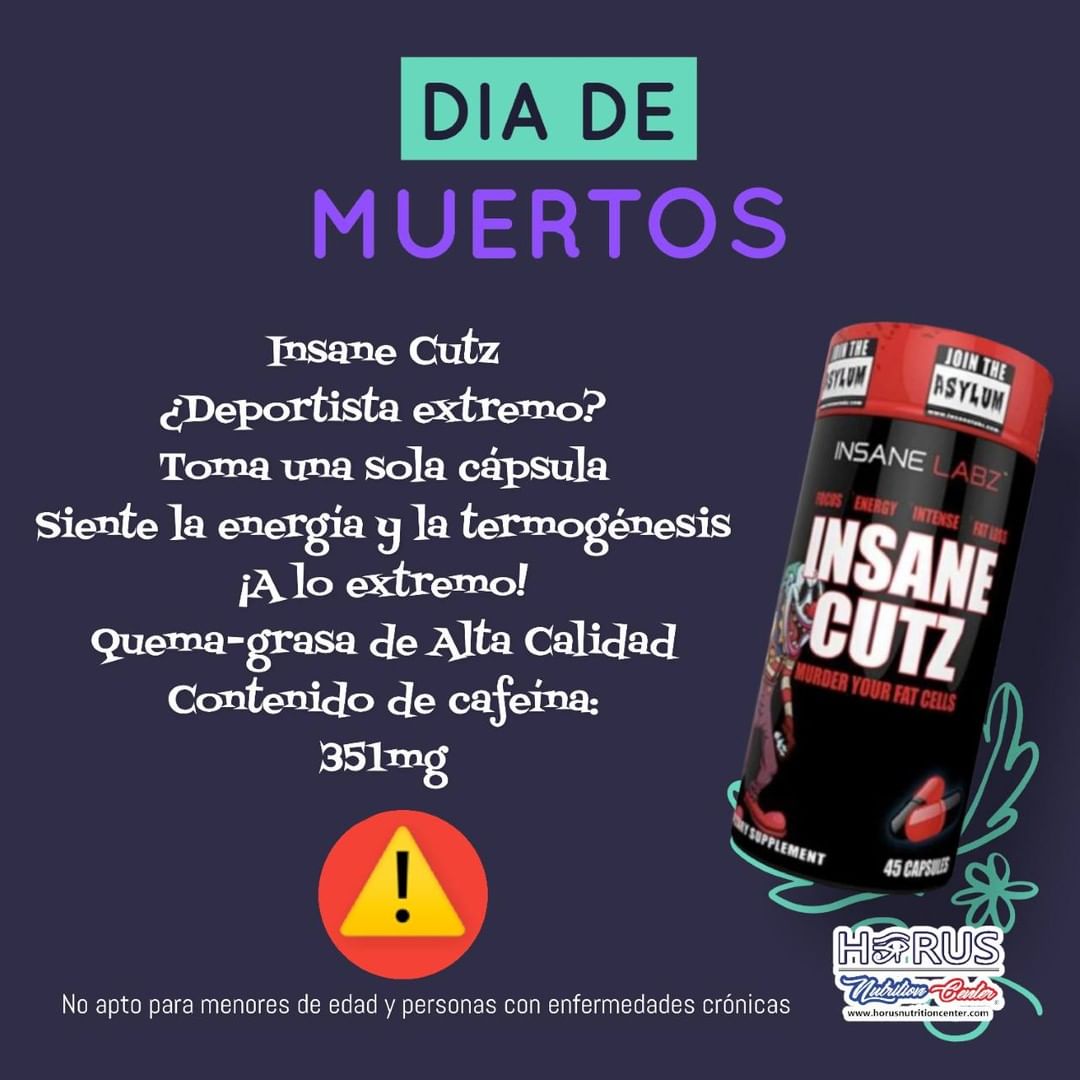 DIA DE
MUERTOS
Insane Cutz
¿Deportista extremo?
Toma una sola cápsula
Siente la energía y la termogénesis
¡A lo extremo!
Quema-grasa de Alta Calidad
Contenido de cafeína:
351mg
No apto para menores de edad y personas con enfermedades crónicas
JOIN THE
ASYLUM
JOIN THE
ASYLUM
INSANE LABZ
FOCUS ENERGY INTENSE FAT LOSS
INSANE
CUTZ
MURDER YOUR FAT CELLS
SUPPLEMENT
45 CAPSULES
HORUS
Nutrition Center
www.horusnutritioncenter.com